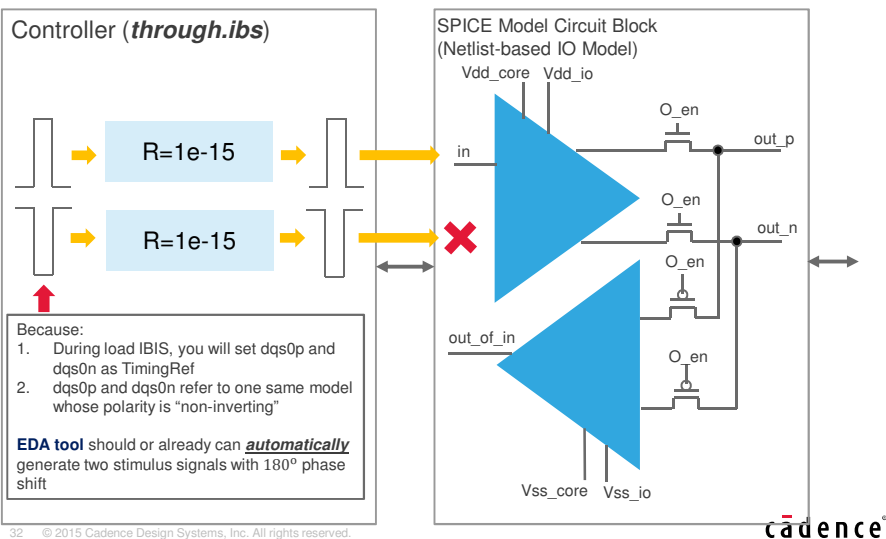 Controller (through.ibs)
R=1e-15
R=1e-15
Because:
1. During load IBIS, you will set dqs0p and
dqs0n as TimingRef
2. dqs0p and dqs0n refer to one same model
whose polarity is “non-inverting”
EDA tool should or already can automatically
generate two stimulus signals with 180° phase
shift
SPICE Model Circuit Block
(Netlist-based IO Model)
Vdd_core Vdd_io
O_en
in
out_p
O_en
out_n
O_en
out_of_in
O_en
Vss_core Vss_io
32 © 2015 Cadence Design Systems, Inc. All rights reserved.
cādence®